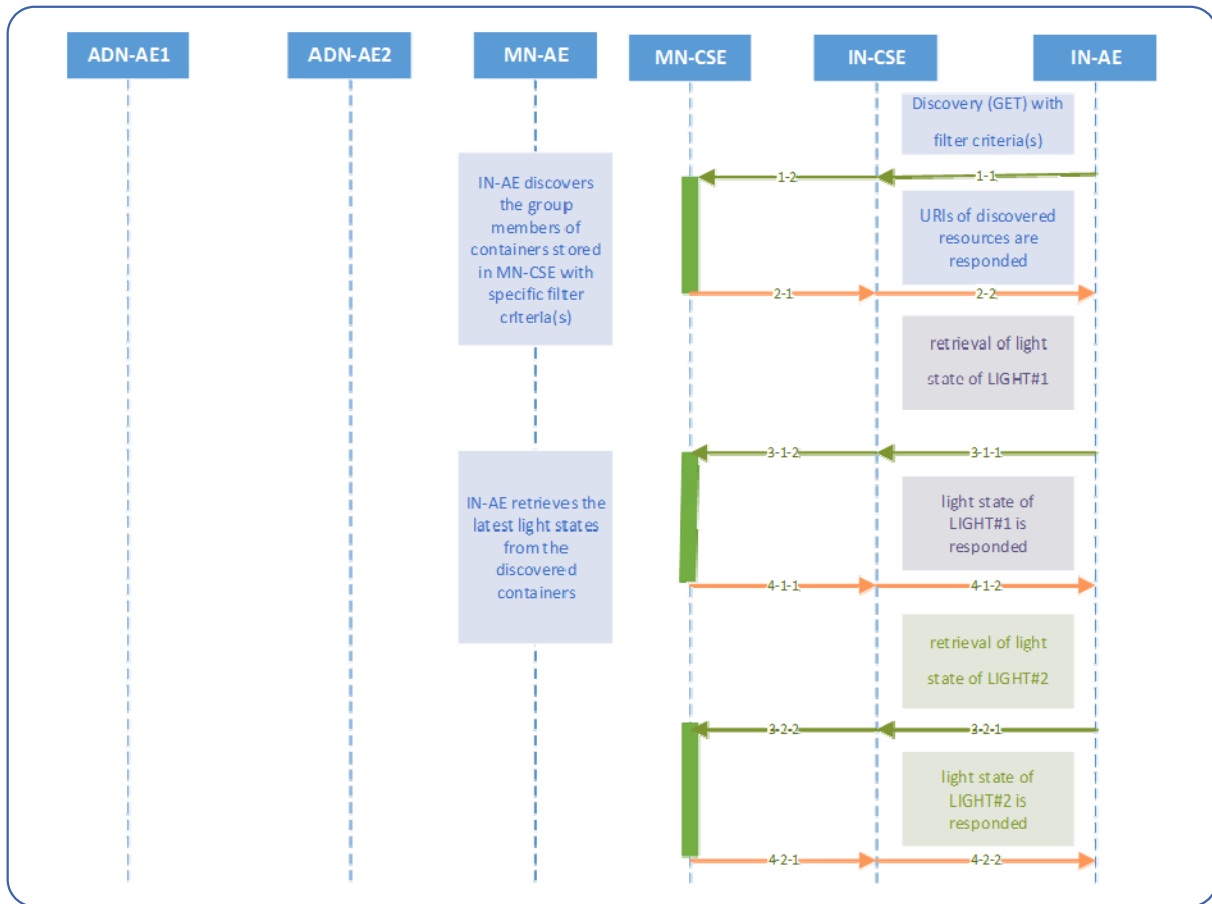 ADN-AE1
ADN-AE2
MN-AE
MN-CSE
IN-CSE
IN-AE
Discovery (GET) with
filter criteria(s)
1-2
1-1
IN-AE discovers
the group
members of
containers stored
in MN-CSE with
specific filter
criteria(s)
URIs of discovered
resources are
responded
2-1
2-2
retrieval of light
state of LIGHT#1
3-1-2
3-1-1
IN-AE retrieves the
latest light states
from the
discovered
containers
light state of
LIGHT#1 is
responded
4-1-1
4-1-2
retrieval of light
state of LIGHT#2
3-2-2
3-2-1
light state of
LIGHT#2 is
responded
4-2-1
4-2-2